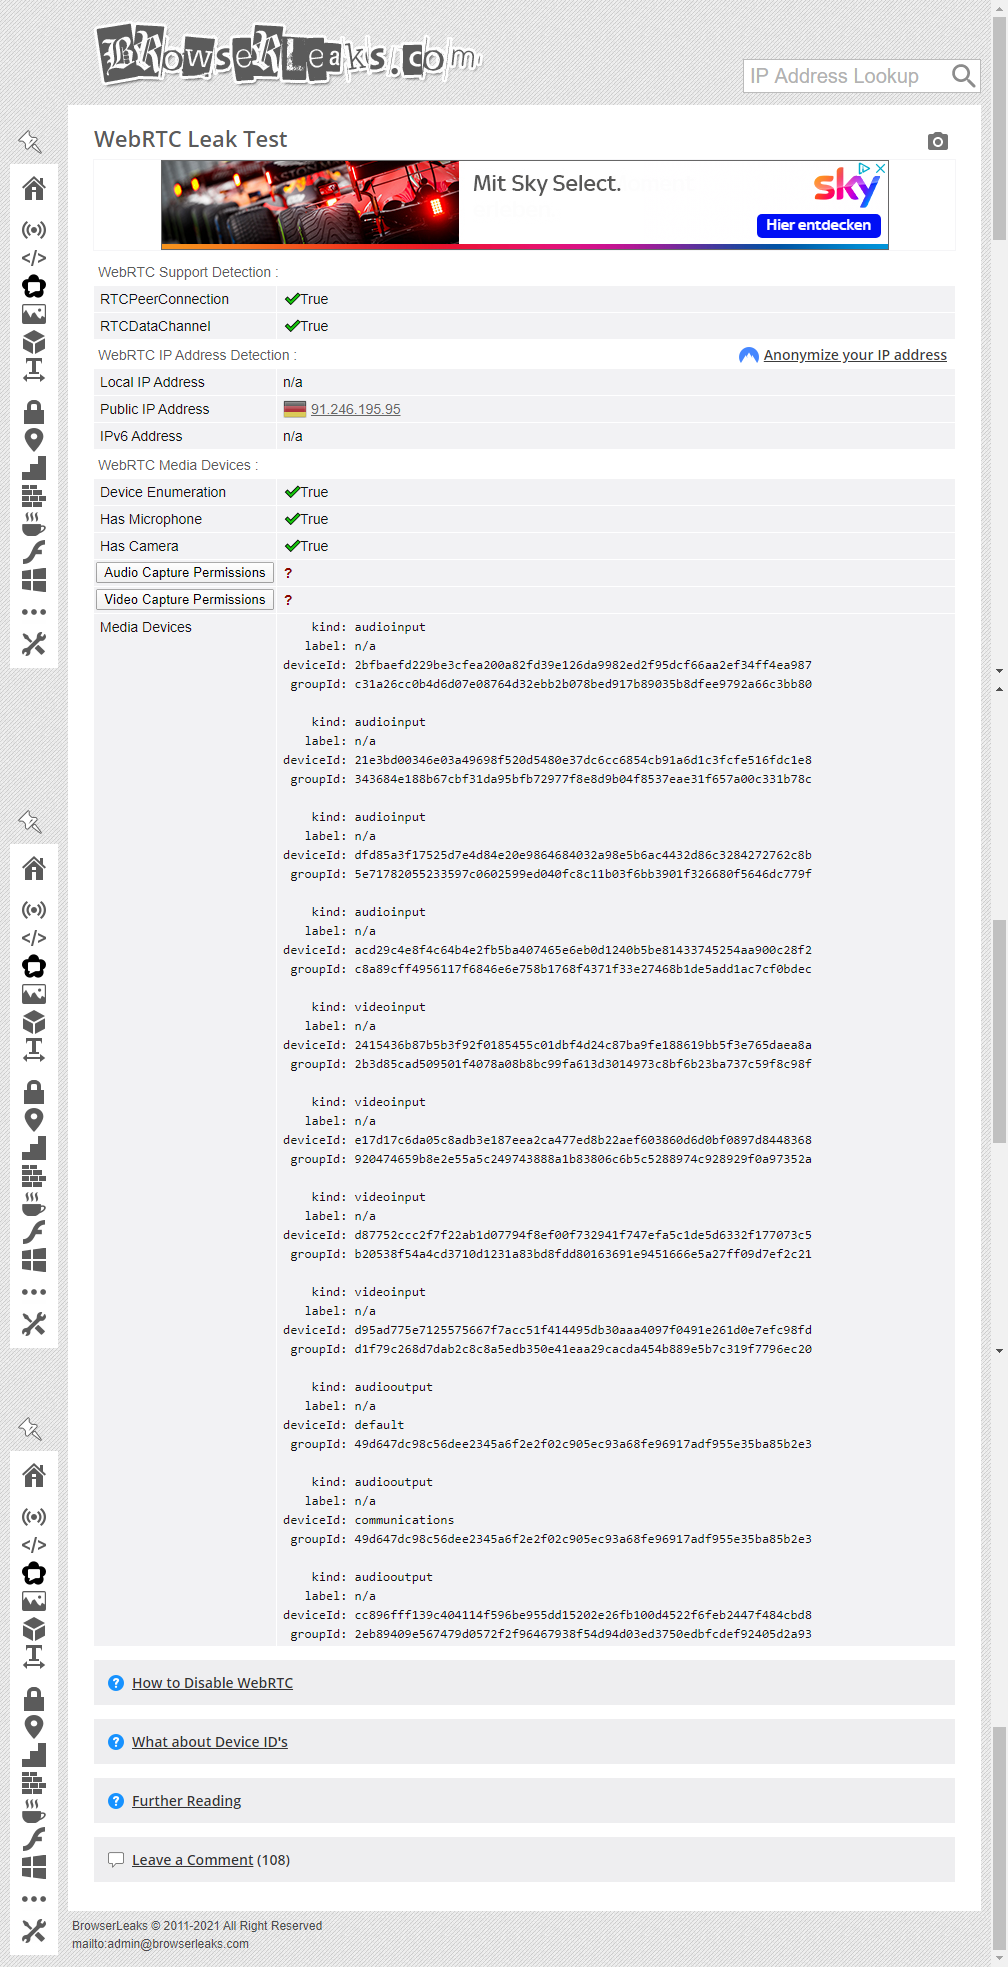 BRowseRLeaks.com
IP Address Lookup
WebRTC Leak Test
Mit Sky Select.
sky
Hier entdecken
WebRTC Support Detection :
RTCPeerConnection ✔True
RTCDataChannel ✔True
WebRTC IP Address Detection : Anonymize your IP address
Local IP Address n/a
Public IP Address 91.246.195.95
IPv6 Address n/a
WebRTC Media Devices :
Device Enumeration ✔True
Has Microphone ✔True
Has Camera ✔True
Audio Capture Permissions ?
Video Capture Permissions ?
Media Devices kind: audioinput
label: n/a
deviceId: 2bfbaefd229be3cfea200a82fd39e126da9982ed2f95dcf66aa2ef34ff4ea987
groupId: c31a26cc0b4d6d07e08764d32ebb2b078bed917b89035b8dfee9792a66c3bb80
kind: audioinput
label: n/a
deviceId: 21e3bd00346e03a49698f520d5480e37dc6cc6854cb91a6d1c3fcfe516fdc1e8
groupId: 343684e188b67cbf31da95bfb72977f8e8d9b04f8537eae31f657a00c331b78c
kind: audioinput
label: n/a
deviceId: dfd85a3f17525d7e4d84e20e9864684032a98e5b6ac4432d86c3284272762c8b
groupId: 5e71782055233597c0602599ed040fc8c11b03f6bb3901f326680f5646dc779f
kind: audioinput
label: n/a
deviceId: acd29c4e8f4c64b4e2fb5ba407465e6eb0d1240b5be81433745254aa900c28f2
groupId: c8a89cff4956117f6846e6e758b1768f4371f33e27468b1de5add1ac7cf0bdec
kind: videoinput
label: n/a
deviceId: 2415436b87b5b3f92f0185455c01dbf4d24c87ba9fe188619bb5f3e765daea8a
groupId: 2b3d85cad509501f4078a08b8bc99fa613d3014973c8bf6b23ba737c59f8c98f
kind: videoinput
label: n/a
deviceId: e17d17c6da05c8adb3e187eea2ca477ed8b22aef603860d6d0bf0897d8448368
groupId: 920474659b8e2e55a5c249743888a1b83806c6b5c5288974c928929f0a97352a
kind: videoinput
label: n/a
deviceId: d87752ccc2f7f22ab1d07794f8ef00f732941f747efa5c1de5d6332f177073c5
groupId: b20538f54a4cd3710d1231a83bd8fdd80163691e9451666e5a27ff09d7ef2c21
kind: videoinput
label: n/a
deviceId: d95ad775e7125575667f7acc51f414495db30aaa4097f0491e261d0e7efc98fd
groupId: d1f79c268d7dab2c8c8a5edb350e41eaa29cacda454b889e5b7c319f7796ec20
kind: audiooutput
label: n/a
deviceId: default
groupId: 49d647dc98c56dee2345a6f2e2f02c905ec93a68fe96917adf955e35ba85b2e3
kind: audiooutput
label: n/a
deviceId: communications
groupId: 49d647dc98c56dee2345a6f2e2f02c905ec93a68fe96917adf955e35ba85b2e3
kind: audiooutput
label: n/a
deviceId: cc896fff139c404114f596be955dd15202e26fb100d4522f6feb2447f484cbd8
groupId: 2eb89409e567479d0572f2f96467938f54d94d03ed3750edbfcdef92405d2a93
How to Disable WebRTC
What about Device ID's
Further Reading
Leave a Comment (108)
BrowserLeaks © 2011-2021 All Right Reserved
mailto:admin@browserleaks.com